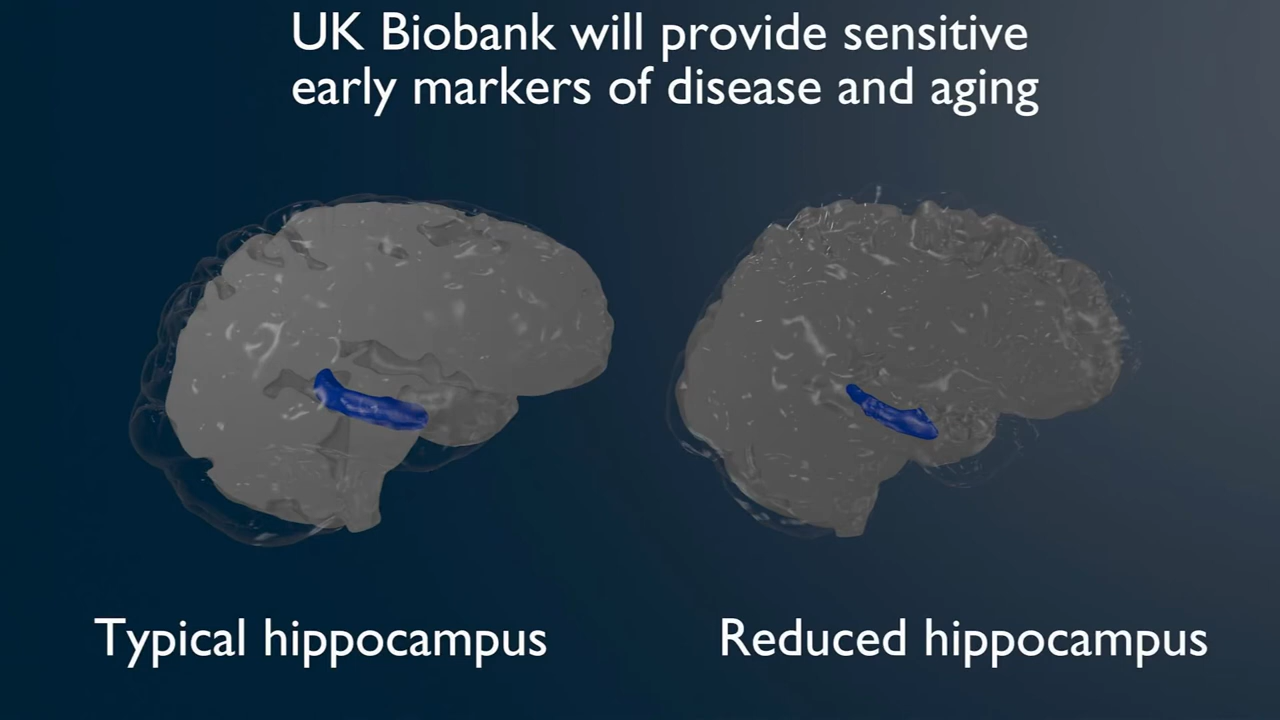 UK Biobank will provide sensitive
early markers of disease and aging
Typical hippocampus
Reduced hippocampus